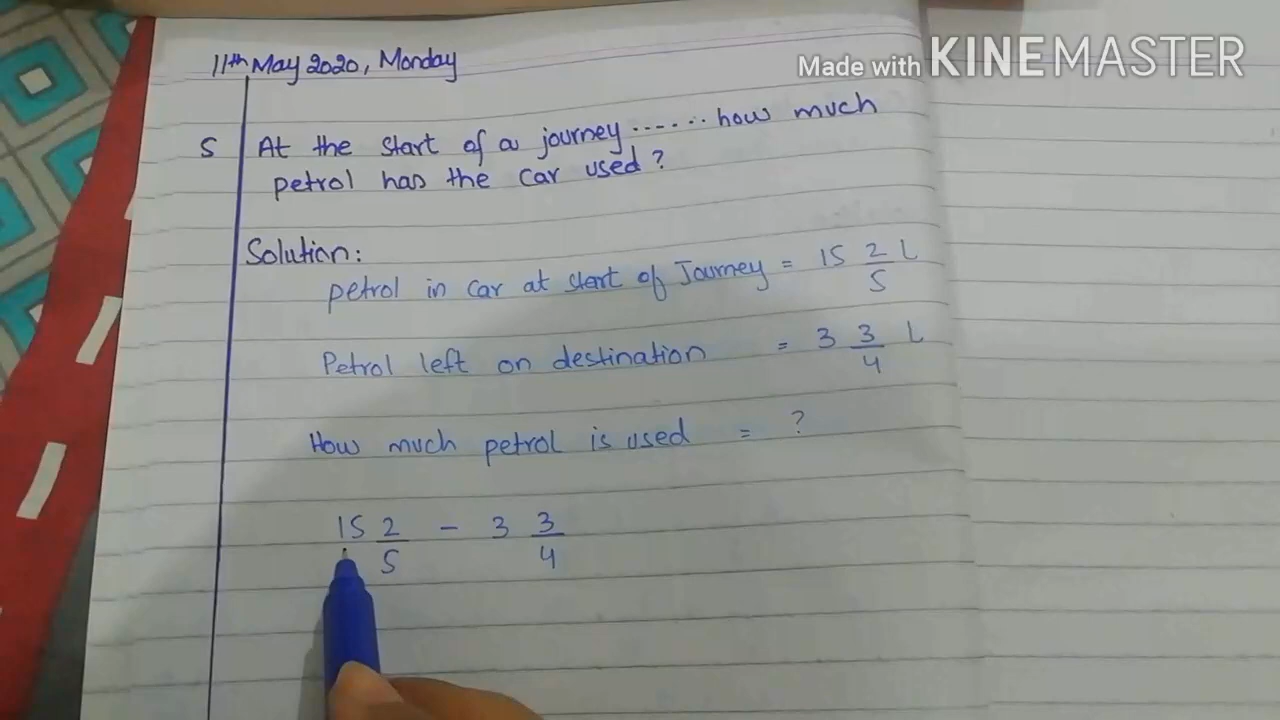 11th May 2020, Monday
Made with KINEMASTER
5 At the start of a journey ...... how much
petrol has the car used?
Solution:
petrol in car at start of Journey = 15 2/5 L
Petrol left on destination = 3 3/4 L
How much petrol is used = ?
15 2/5 - 3 3/4